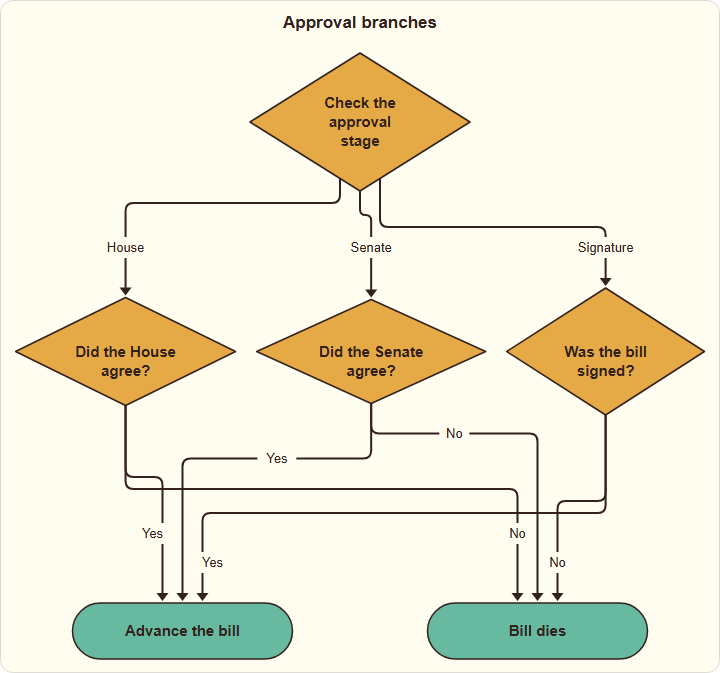 Approval branches
Check the
approval
stage
House
Senate
Signature
Did the House
agree?
Did the Senate
agree?
Was the bill
signed?
No
Yes
Yes
No
Yes
No
Advance the bill
Bill dies